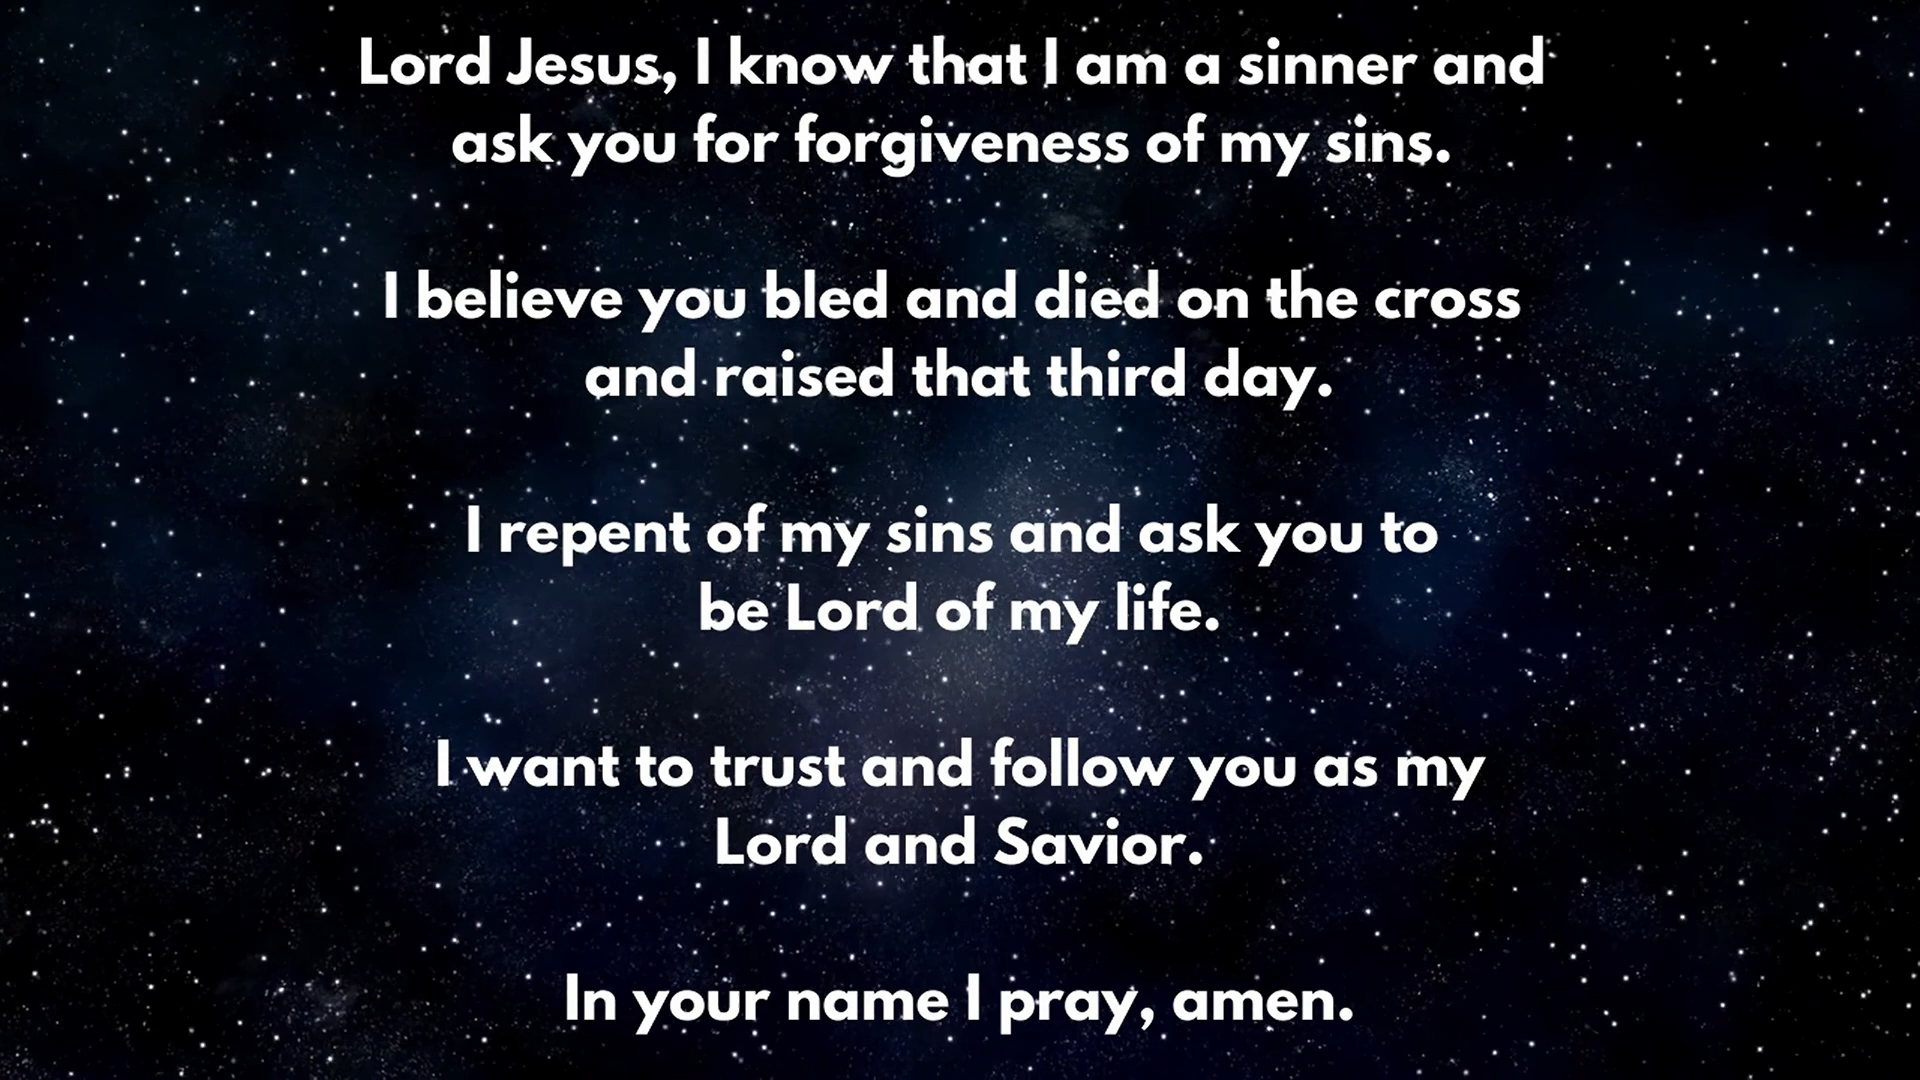 Lord Jesus, I know that I am a sinner and
ask you for forgiveness of my sins.
I believe you bled and died on the cross
and raised that third day.
I repent of my sins and ask you to
be Lord of my life.
I want to trust and follow you as my
Lord and Savior.
In your name I pray, amen.